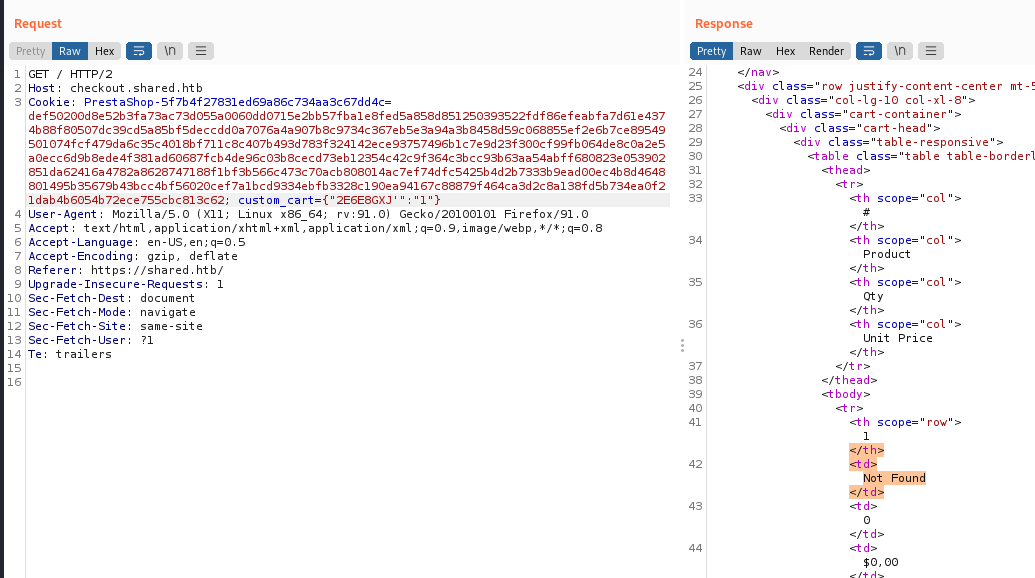 Request
Pretty Raw Hex \n
1 GET / HTTP/2
2 Host: checkout.shared.htb
3 Cookie: PrestaShop-5f7b4f27831ed69a86c734aa3c67dd4c=
def50200d8e52b3fa73ac73d055a0060dd0715e2bb57fba1e8fed5a858d851250393522fdf86efeabfa7d61e437
4b88f80507dc39cd5a85bf5deccdd0a7076a4a907b8c9734c367eb5e3a94a3b8458d59c068855ef2e6b7ce89549
501074fcf479da6c35c4018bf711c8c407b493d783f324142ece93757496b1c7e9d23f300cf99fb064de8c0a2e5
a0ecc6d9b8ede4f381ad60687fcb4de96c03b8cecd73eb12354c42c9f364c3bcc93b63aa54abff680823e053902
851da62416a4782a8628747188f1bf3b566c473c70acb808014ac7ef74dfc5425b4d2b7333b9ead00ec4b8d4648
801495b35679b43bcc4bf56020cef7a1bcd9334ebfb3328c190ea94167c88879f464ca3d2c8a138fd5b734ea0f2
1dab4b6054b72ece755cbc813c62; custom_cart={"2E6E8GXJ'":"1"}
4 User-Agent: Mozilla/5.0 (X11; Linux x86_64; rv:91.0) Gecko/20100101 Firefox/91.0
5 Accept: text/html,application/xhtml+xml,application/xml;q=0.9,image/webp,*/*;q=0.8
6 Accept-Language: en-US,en;q=0.5
7 Accept-Encoding: gzip, deflate
8 Referer: https://shared.htb/
9 Upgrade-Insecure-Requests: 1
10 Sec-Fetch-Dest: document
11 Sec-Fetch-Mode: navigate
12 Sec-Fetch-Site: same-site
13 Sec-Fetch-User: ?1
14 Te: trailers
15
16
Response
Pretty Raw Hex Render \n
24 </nav>
25 <div class="row justify-content-center mt-5
26 <div class="col-lg-10 col-xl-8">
27 <div class="cart-container">
28 <div class="cart-head">
29 <div class="table-responsive">
30 <table class="table table-borderl
31 <thead>
32 <tr>
33 <th scope="col">
#
</th>
34 <th scope="col">
Product
</th>
35 <th scope="col">
Qty
</th>
36 <th scope="col">
Unit Price
</th>
37 </tr>
38 </thead>
39 <tbody>
40 <tr>
41 <th scope="row">
1
</th>
42 <td>
Not Found
</td>
43 <td>
0
</td>
44 <td>
$0,00
</td>